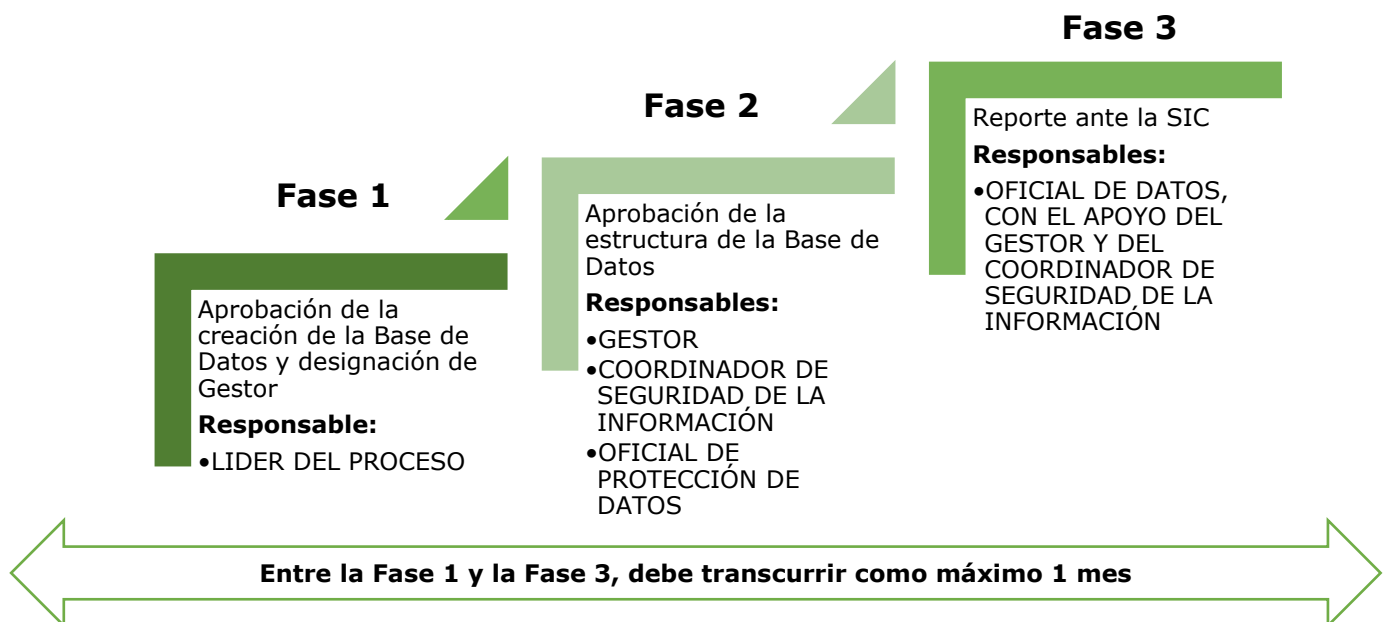 Fase 1
Aprobación de la
creación de la Base de
Datos y designación de
Gestor
Responsable:
•LIDER DEL PROCESO
Fase 2
Aprobación de la
estructura de la Base de
Datos
Responsables:
•GESTOR
•COORDINADOR DE
SEGURIDAD DE LA
INFORMACIÓN
•OFICIAL DE
PROTECCIÓN DE
DATOS
Fase 3
Reporte ante la SIC
Responsables:
•OFICIAL DE DATOS,
CON EL APOYO DEL
GESTOR Y DEL
COORDINADOR DE
SEGURIDAD DE LA
INFORMACIÓN
Entre la Fase 1 y la Fase 3, debe transcurrir como máximo 1 mes